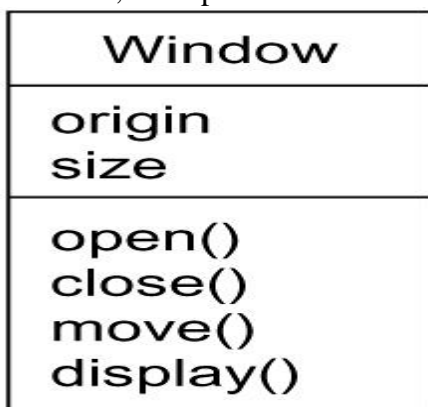 Window
origin
size
open()
close()
move()
display()